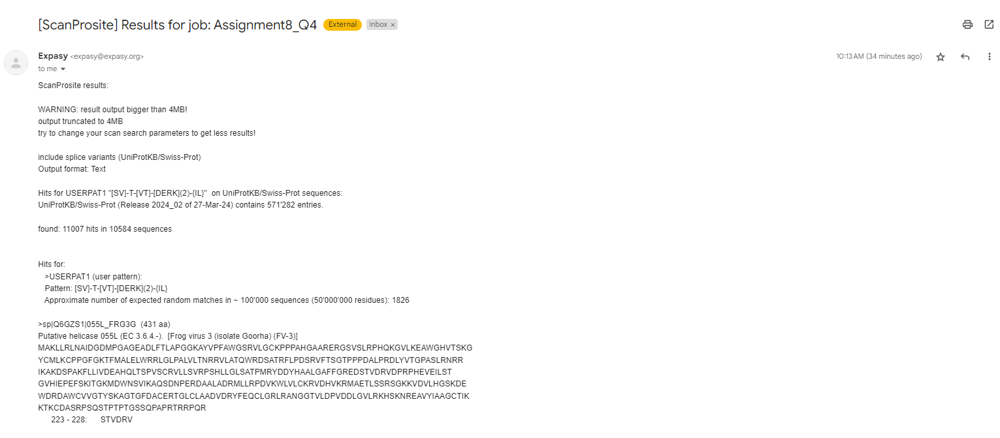 [ScanProsite] Results for job: Assignment8_Q4 External Inbox ×
Expasy <expasy@expasy.org> 10:13 AM (34 minutes ago)
to me
ScanProsite results:
WARNING: result output bigger than 4MB!
output truncated to 4MB
try to change your scan search parameters to get less results!
include splice variants (UniProtKB/Swiss-Prot)
Output format: Text
Hits for USERPAT1 "[SV]-T-[VT]-[DERK](2)-{IL}" on UniProtKB/Swiss-Prot sequences:
UniProtKB/Swiss-Prot (Release 2024_02 of 27-Mar-24) contains 571'282 entries.
found: 11007 hits in 10584 sequences
Hits for:
>USERPAT1 (user pattern):
Pattern: [SV]-T-[VT]-[DERK](2)-{IL}
Approximate number of expected random matches in ~ 100'000 sequences (50'000'000 residues): 1826
>sp|Q6GZS1|055L_FRG3G (431 aa)
Putative helicase 055L (EC 3.6.4.-). [Frog virus 3 (isolate Goorha) (FV-3)]
MAKLLRLNAIDGDMPGAGEADLFTLAPGGKAYVPFAWGSRVLGCKPPPAHGAARERGSVSLRPHQKGVLKEAWGHVTSKG
YCMLKCPPGFGKTFMALELWRRLGLPALVLTNRRVLATQWRDSATRFLPDSRVFTSGTPPPDALPRDLYVTGPASLRNRR
IKAKDSPAKFLLIVDEAHQLTSPVSCRVLLSVRPSHLLGLSATPMRYDDYHAALGAFFGREDSTVDRVDPRPHEVEILST
GVHIEPEFSKITGKMDWNSVIKAQSDNPERDAALADRMLLRPDVKWLVLCKRVDHVKRMAETLSSRSGKKVDVLHGSKDE
WDRDAWCVVGTYSKAGTGFDACERTGLCLAADVDRYFEQCLGRLRANGGTVLDPVDDLGVLRKHSKNREAVYIAAGCTIK
KTKCDASRPSQSTPTPTGSSQPAPRTRRPQR
223 - 228: STVDRV